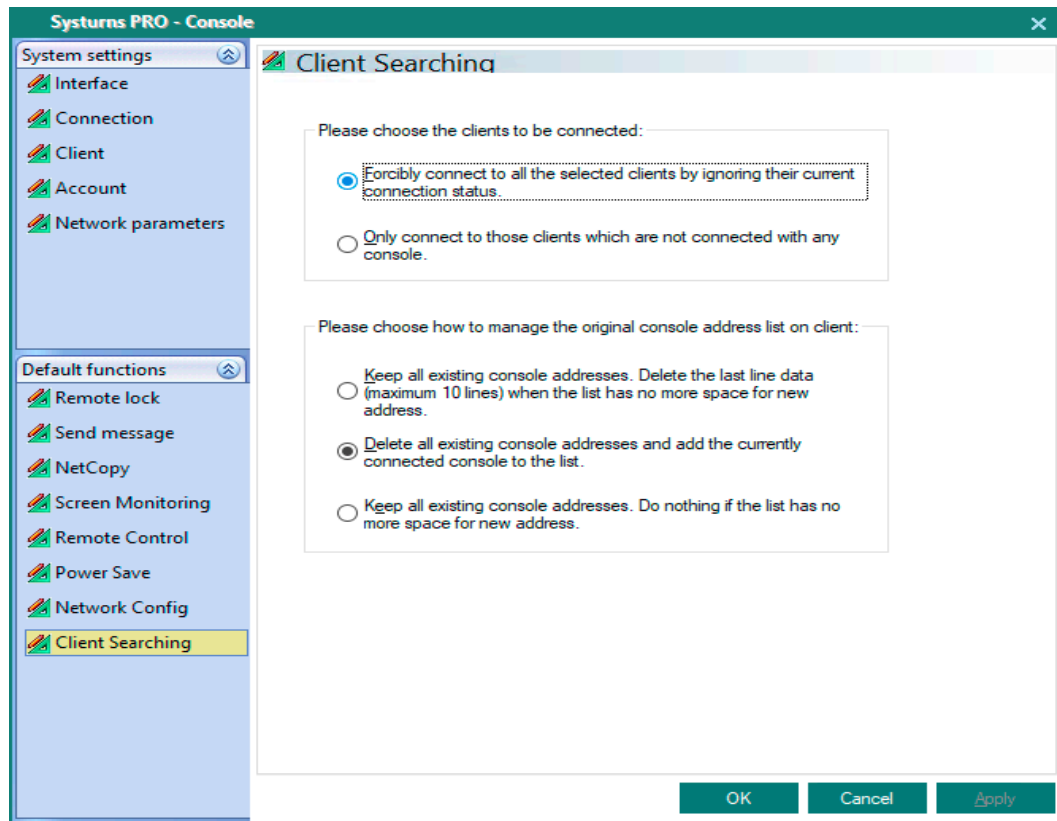 Systurns PRO - Console
System settings
Interface
Connection
Client
Account
Network parameters
Default functions
Remote lock
Send message
NetCopy
Screen Monitoring
Remote Control
Power Save
Network Config
Client Searching
Client Searching
Please choose the clients to be connected:
Forcibly connect to all the selected clients by ignoring their current
connection status.
Only connect to those clients which are not connected with any
console.
Please choose how to manage the original console address list on client:
Keep all existing console addresses. Delete the last line data
(maximum 10 lines) when the list has no more space for new
address.
Delete all existing console addresses and add the currently
connected console to the list.
Keep all existing console addresses. Do nothing if the list has no
more space for new address.
OK
Cancel
Apply